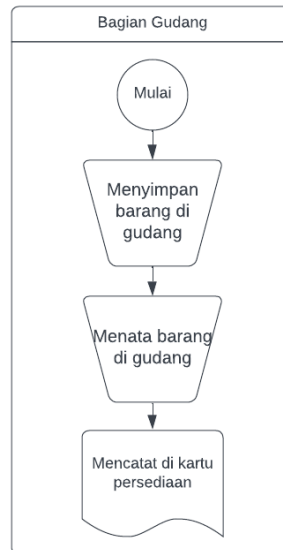 Bagian Gudang
Mulai
Menyimpan
barang di
gudang
Menata barang
di gudang
Mencatat di kartu
persediaan